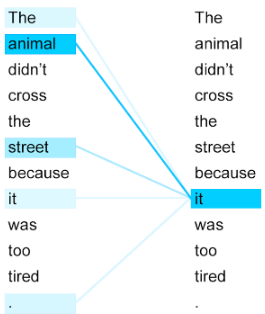 The The
animal animal
didn't didn't
cross cross
the the
street street
because because
it it
was was
too too
tired tired
. .